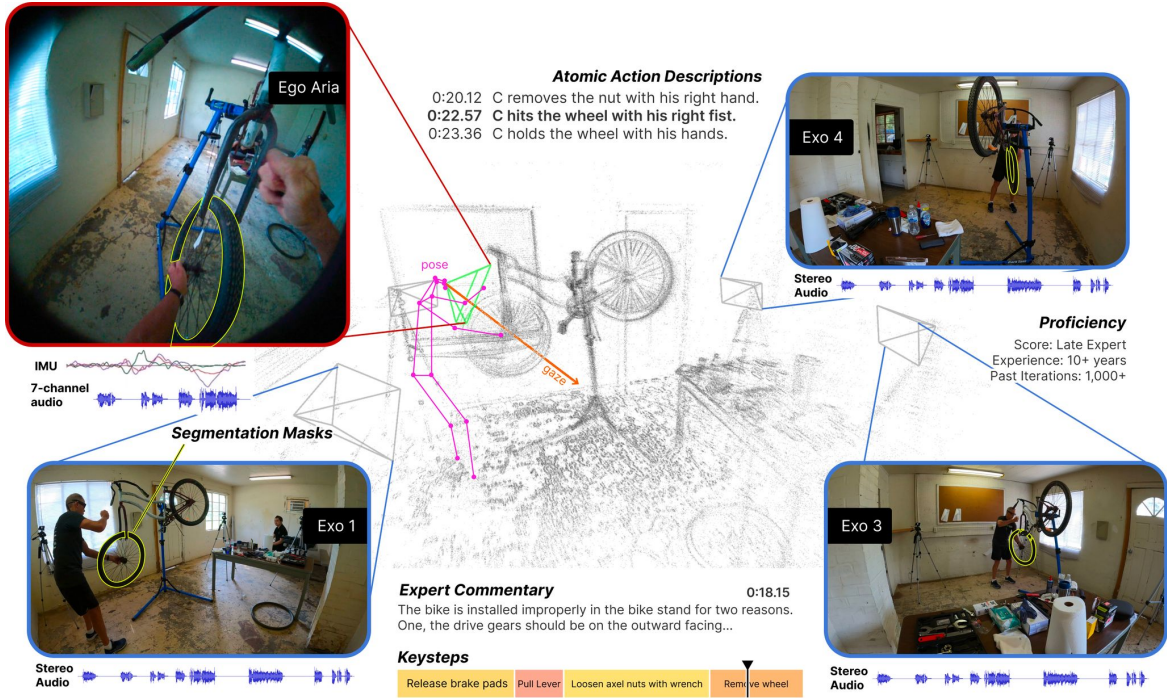 Ego Aria
Atomic Action Descriptions
0:20.12 C removes the nut with his right hand.
0:22.57 C hits the wheel with his right fist.
0:23.36 C holds the wheel with his hands.
Exo 4
Stereo
Audio
pose
gaze
Proficiency
Score: Late Expert
Experience: 10+ years
Past Iterations: 1,000+
IMU
7-channel
audio
Segmentation Masks
Exo 1
Stereo
Audio
Exo 3
Stereo
Audio
Expert Commentary 0:18.15
The bike is installed improperly in the bike stand for two reasons.
One, the drive gears should be on the outward facing...
Keysteps
Release brake pads Pull Lever Loosen axel nuts with wrench Remove wheel